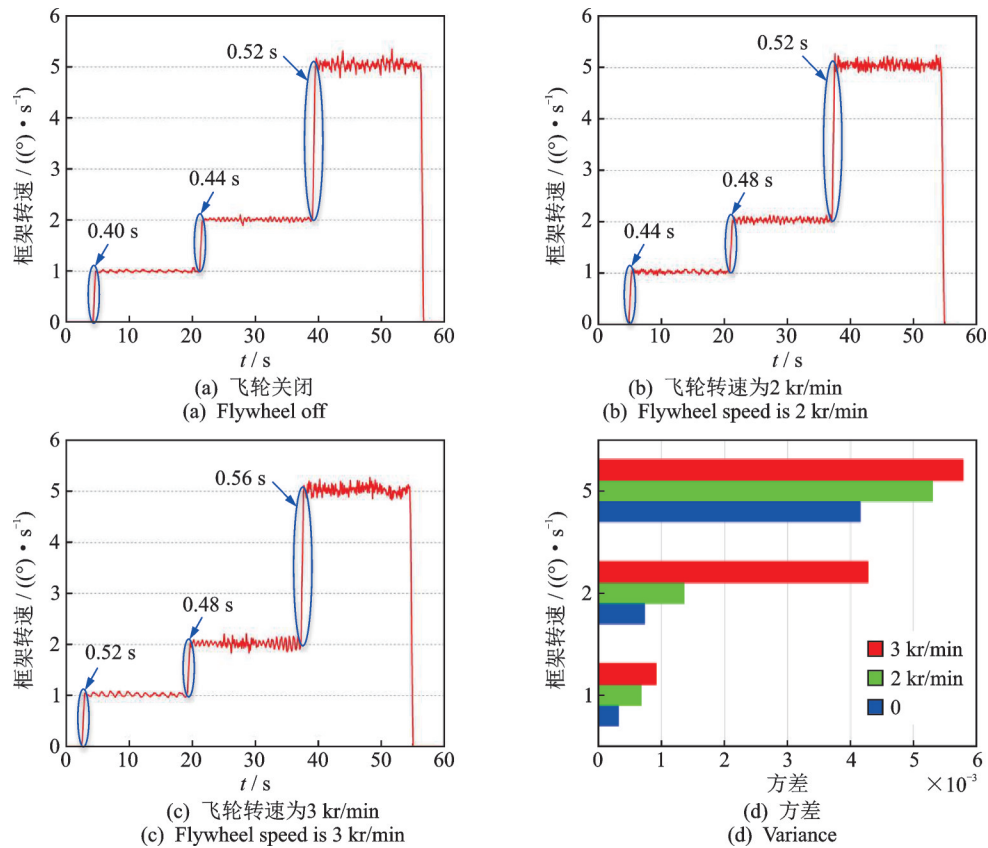 6
5
4
3
2
1
0
框架转速 / ((°)·s⁻¹)
0.40 s
0.44 s
0.52 s
0 10 20 30 40 50 60
t / s
(a) 飞轮关闭
(a) Flywheel off
6
5
4
3
2
1
0
框架转速 / ((°)·s⁻¹)
0.44 s
0.48 s
0.52 s
0 10 20 30 40 50 60
t / s
(b) 飞轮转速为2 kr/min
(b) Flywheel speed is 2 kr/min
6
5
4
3
2
1
0
框架转速 / ((°)·s⁻¹)
0.52 s
0.48 s
0.56 s
0 10 20 30 40 50 60
t / s
(c) 飞轮转速为3 kr/min
(c) Flywheel speed is 3 kr/min
5
2
1
框架转速 / ((°)·s⁻¹)
3 kr/min
2 kr/min
0
0 1 2 3 4 5 6
方差 ×10⁻³
(d) 方差
(d) Variance